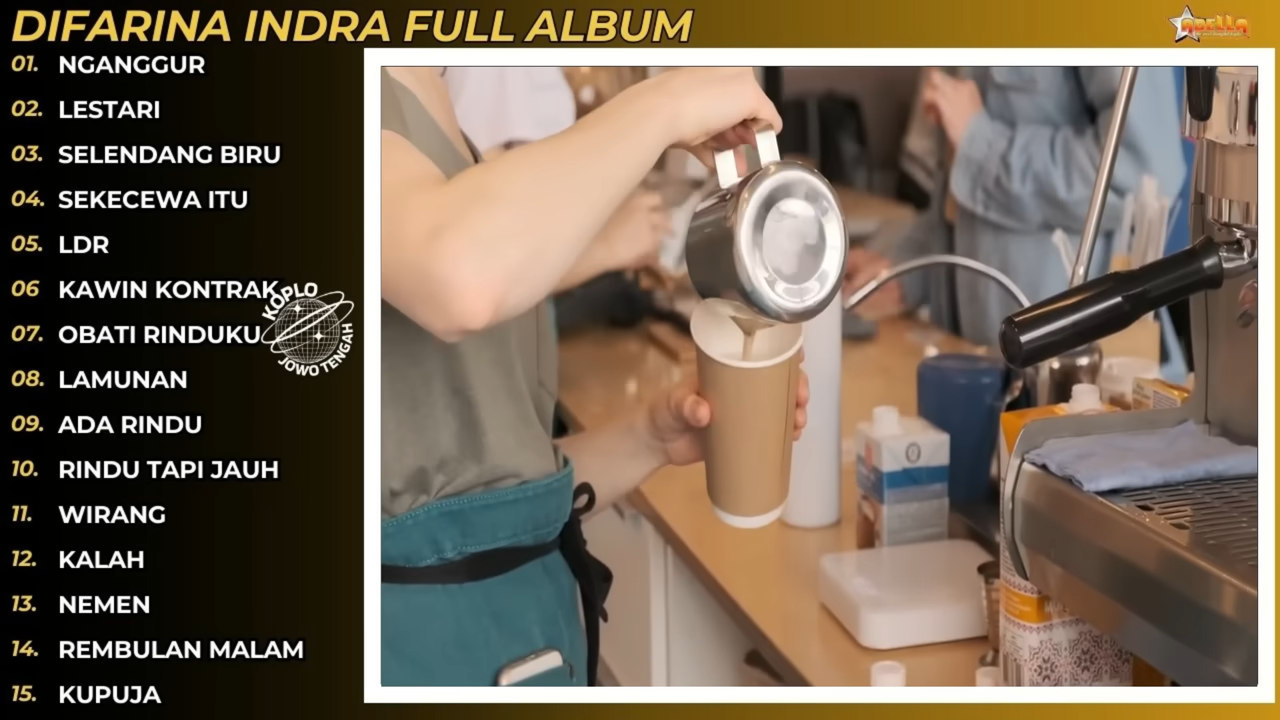 DIFARINA INDRA FULL ALBUM
ADELLA
01. NGANGGUR
02. LESTARI
03. SELENDANG BIRU
04. SEKECEWA ITU
05. LDR
06 KAWIN KONTRAK
07. OBATI RINDUKU
08. LAMUNAN
09. ADA RINDU
10. RINDU TAPI JAUH
11. WIRANG
12. KALAH
13. NEMEN
14. REMBULAN MALAM
15. KUPUJA
KOPLO
JOWO TENGAH